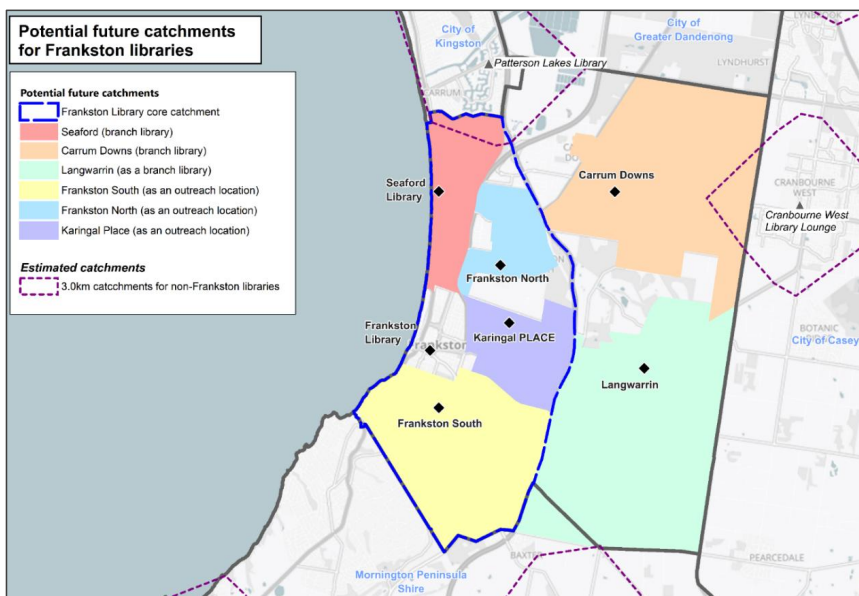 Potential future catchments
for Frankston libraries
Potential future catchments
Frankston Library core catchment
Seaford (branch library)
Carrum Downs (branch library)
Langwarrin (as a branch library)
Frankston South (as an outreach location)
Frankston North (as an outreach location)
Karingal Place (as an outreach location)
Estimated catchments
3.0km catcchments for non-Frankston libraries
City of
Kingston
City of
Greater Dandenong
LYNBROOK
LYNDHURST
Patterson Lakes Library
CARRUM
Seaford
Library
Carrum Downs
CRANBOURNE
WEST
Cranbourne West
Library Lounge
Frankston North
Frankston
Library
rankston
Karingal PLACE
BOTANIC
City of Casey
Langwarrin
Frankston South
BAXTER
PEARCEDALE
Mornington Peninsula
Shire